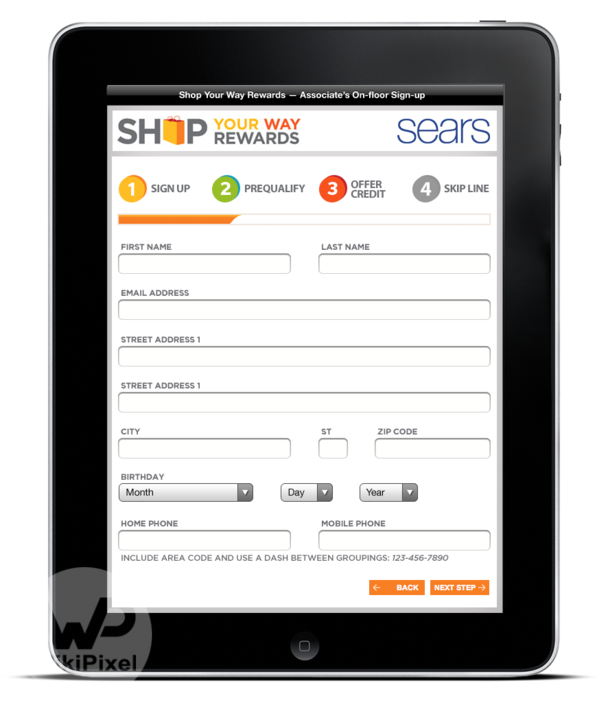 Shop Your Way Rewards — Associate's On-floor Sign-up
SHOP YOUR WAY REWARDS
sears
1 SIGN UP 2 PREQUALIFY 3 OFFER CREDIT 4 SKIP LINE
FIRST NAME LAST NAME
EMAIL ADDRESS
STREET ADDRESS 1
STREET ADDRESS 1
CITY ST ZIP CODE
BIRTHDAY
Month Day Year
HOME PHONE MOBILE PHONE
INCLUDE AREA CODE AND USE A DASH BETWEEN GROUPINGS: 123-456-7890
← BACK NEXT STEP →
WP
kiPixel